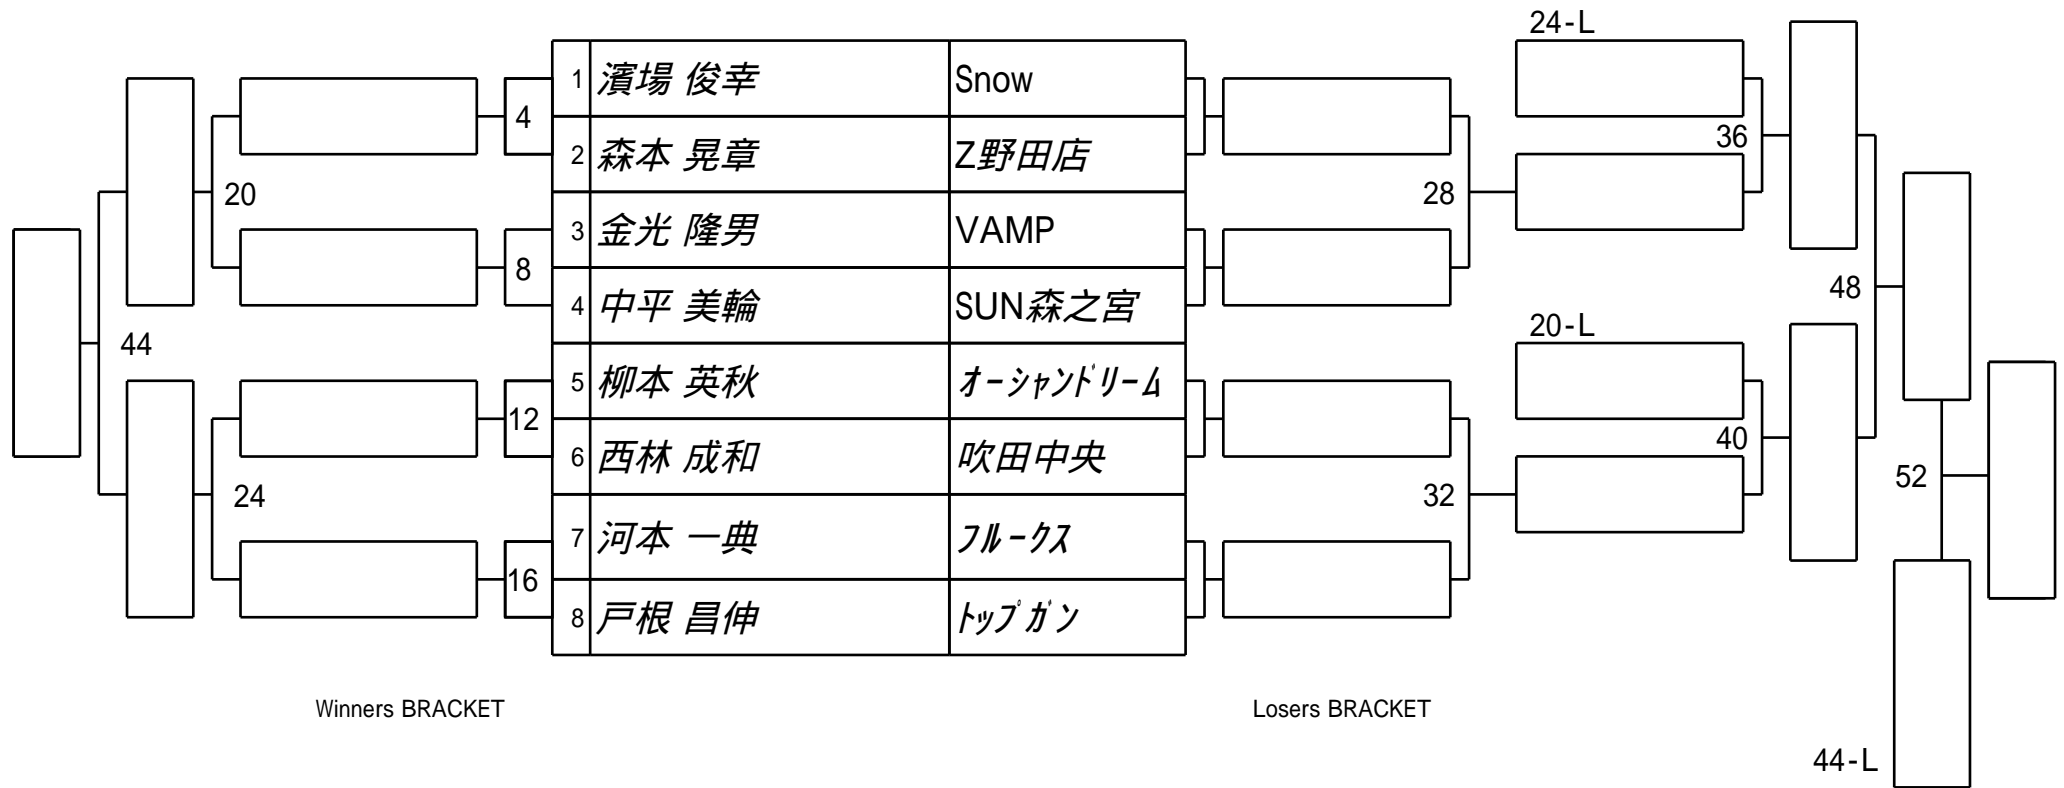 24-L
1 濱場 俊幸 Snow
4
2 森本 晃章 Z野田店
36
20
28
3 金光 隆男 VAMP
8
4 中平 美輪 SUN森之宮
48
20-L
44
5 柳本 英秋 オーシャンドリーム
12
40
6 西林 成和 吹田中央
52
24
32
7 河本 一典 フルークス
16
8 戸根 昌伸 トップガン
Winners BRACKET
Losers BRACKET
44-L